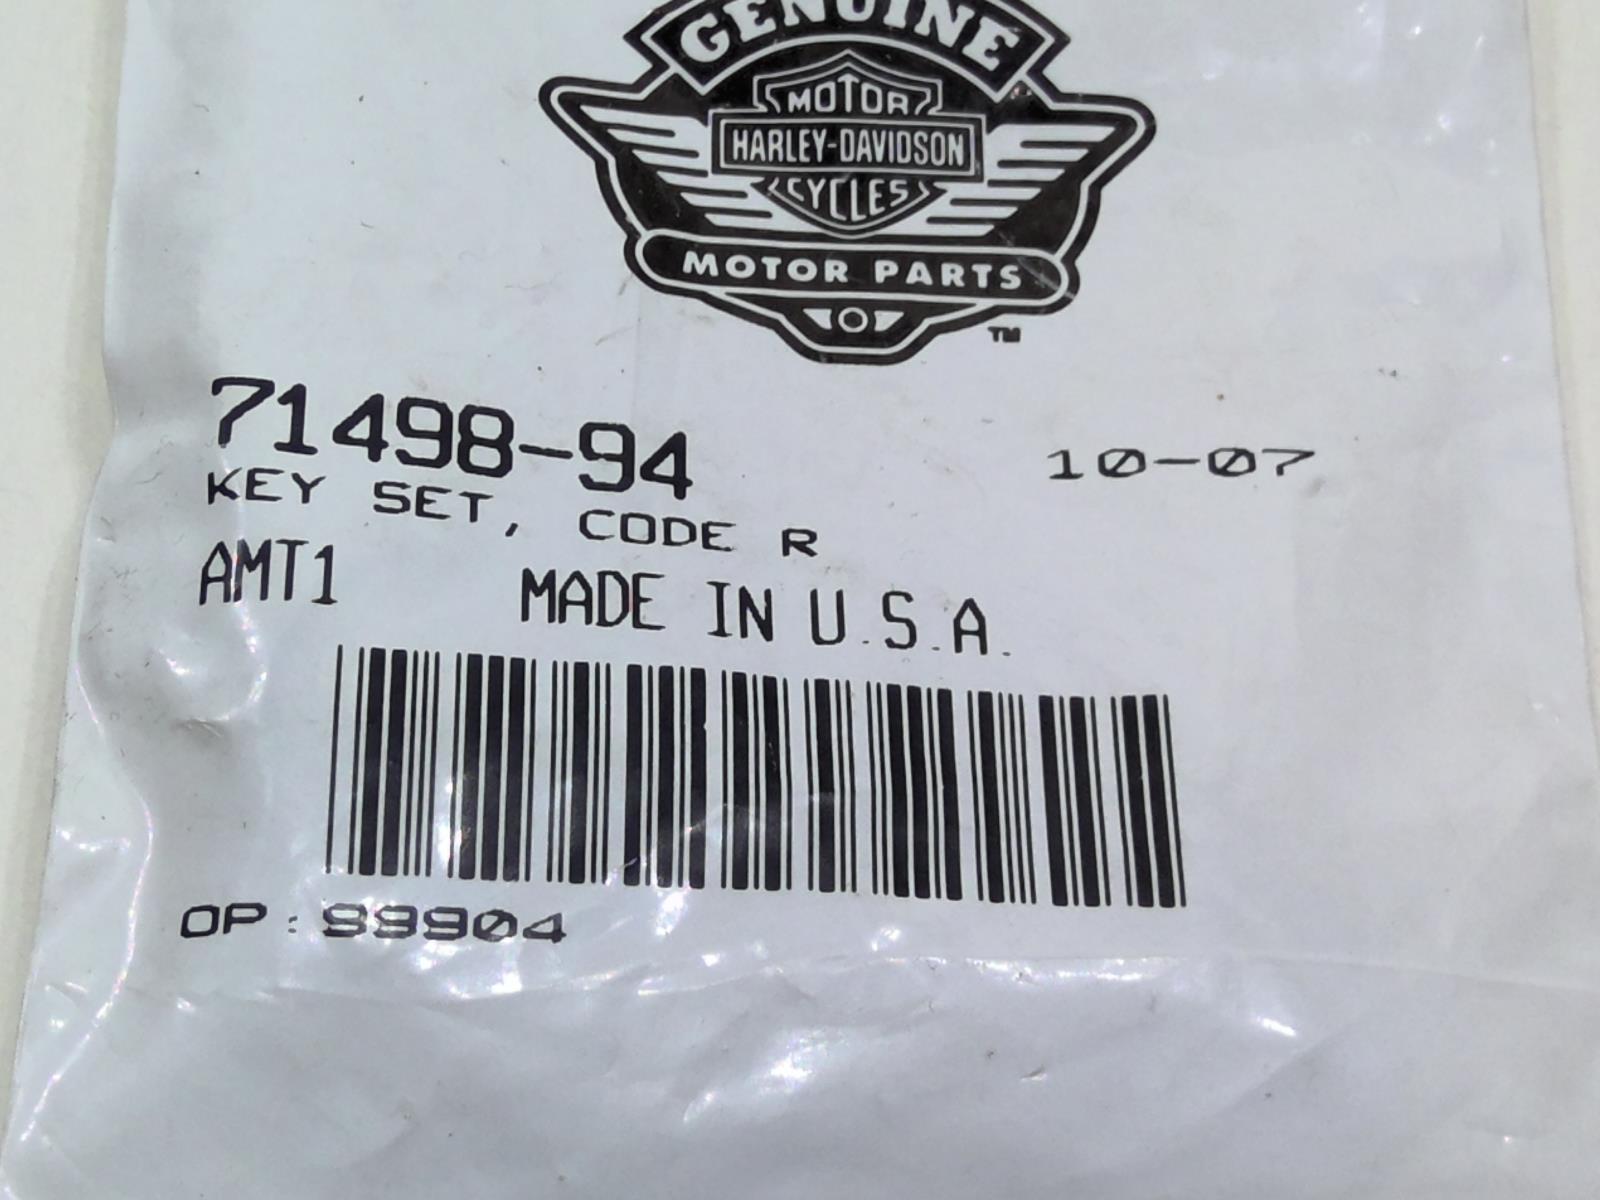 GENUINE
MOTOR
HARLEY-DAVIDSON
CYCLES
MOTOR PARTS
TM
71498-94
10-07
KEY SET, CODE R
AMT1 MADE IN U.S.A.
OP: 99904